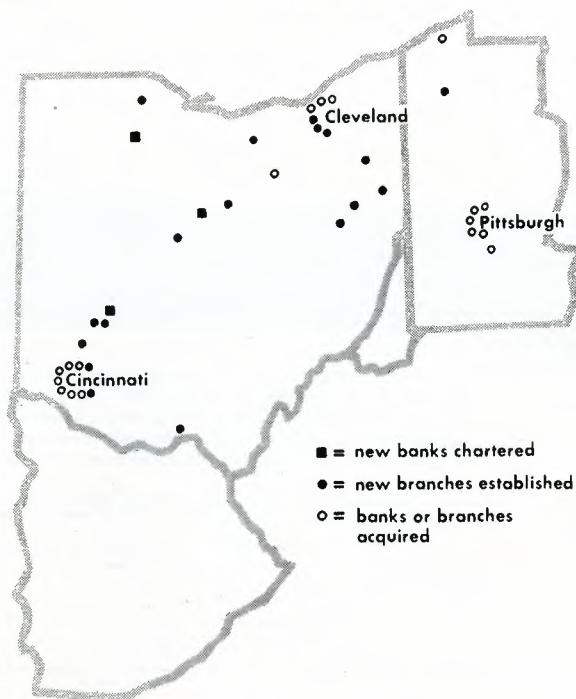 Cleveland
Pittsburgh
Cincinnati
■ = new banks chartered
● = new branches established
○ = banks or branches
acquired